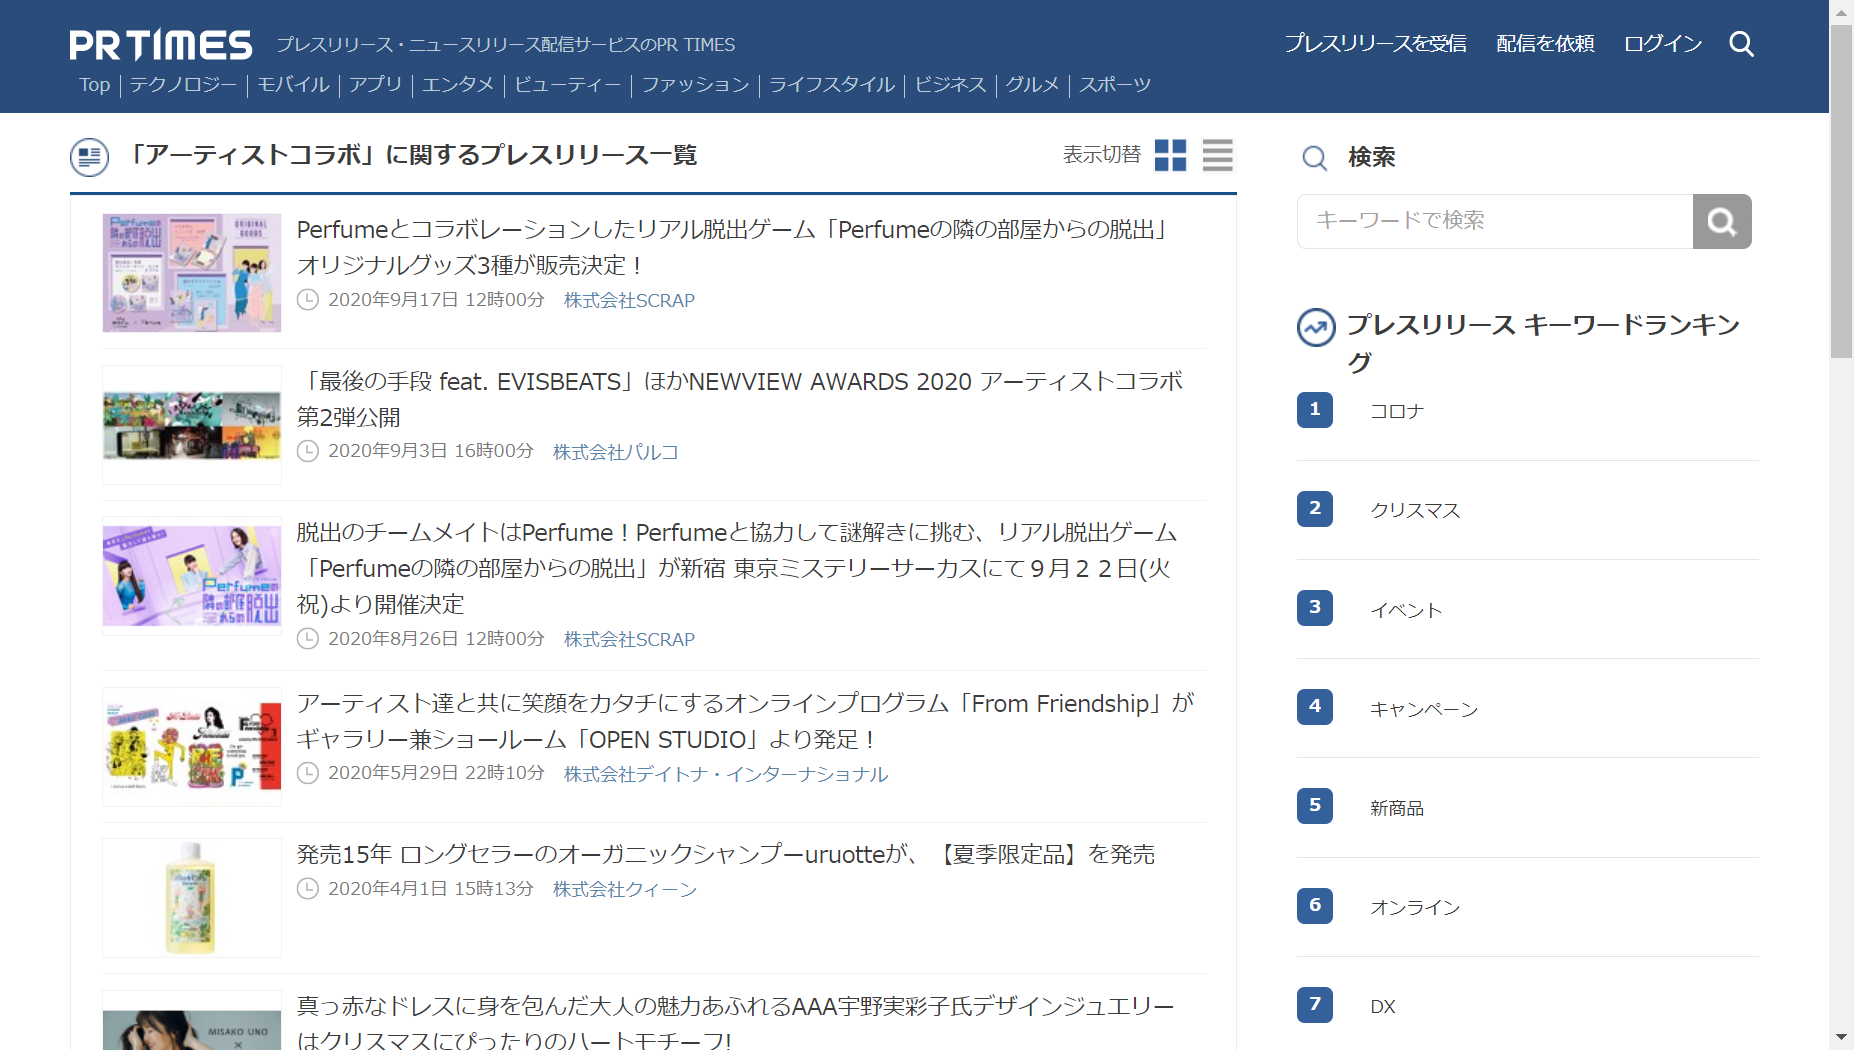 PR TIMES プレスリリース・ニュースリリース配信サービスのPR TIMES
プレスリリースを受信 配信を依頼 ログイン
Top テクノロジー モバイル アプリ エンタメ ビューティー ファッション ライフスタイル ビジネス グルメ スポーツ
「アーティストコラボ」に関するプレスリリース一覧
表示切替
Perfumeとコラボレーションしたリアル脱出ゲーム「Perfumeの隣の部屋からの脱出」
オリジナルグッズ3種が販売決定！
2020年9月17日 12時00分 株式会社SCRAP
「最後の手段 feat. EVISBEATS」ほかNEWVIEW AWARDS 2020 アーティストコラボ
第2弾公開
2020年9月3日 16時00分 株式会社パルコ
脱出のチームメイトはPerfume！Perfumeと協力して謎解きに挑む、リアル脱出ゲーム
「Perfumeの隣の部屋からの脱出」が新宿 東京ミステリーサーカスにて９月２２日(火
祝)より開催決定
2020年8月26日 12時00分 株式会社SCRAP
Perfumeの
隣の部屋
からの
脱出
アーティスト達と共に笑顔をカタチにするオンラインプログラム「From Friendship」が
ギャラリー兼ショールーム「OPEN STUDIO」より発足！
2020年5月29日 22時10分 株式会社デイトナ・インターナショナル
発売15年 ロングセラーのオーガニックシャンプーuruotteが、【夏季限定品】を発売
2020年4月1日 15時13分 株式会社クィーン
真っ赤なドレスに身を包んだ大人の魅力あふれるAAA宇野実彩子氏デザインジュエリー
はクリスマスにぴったりのハートモチーフ!
MISAKO UNO
×
検索
キーワードで検索
プレスリリース キーワードランキン
グ
1 コロナ
2 クリスマス
3 イベント
4 キャンペーン
5 新商品
6 オンライン
7 DX